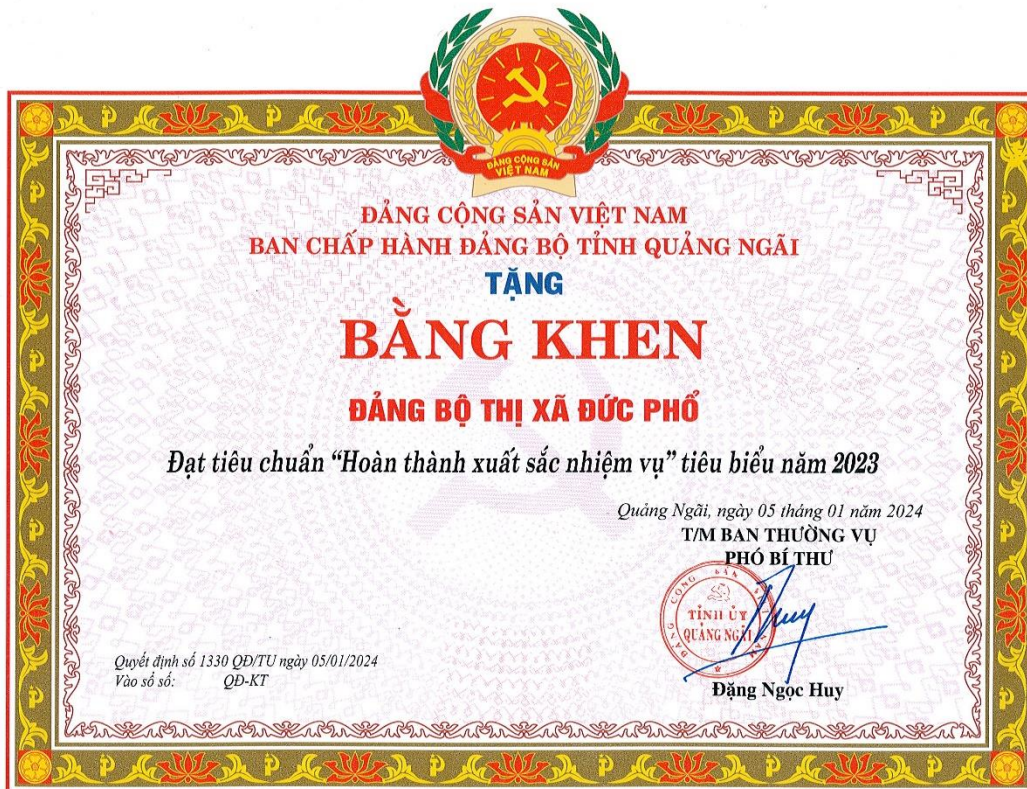 ĐẢNG CỘNG SẢN
VIỆT NAM
ĐẢNG CỘNG SẢN VIỆT NAM
BAN CHẤP HÀNH ĐẢNG BỘ TỈNH QUẢNG NGÃI
TẶNG
BẰNG KHEN
ĐẢNG BỘ THỊ XÃ ĐỨC PHỔ
Đạt tiêu chuẩn “Hoàn thành xuất sắc nhiệm vụ” tiêu biểu năm 2023
Quảng Ngãi, ngày 05 tháng 01 năm 2024
T/M BAN THƯỜNG VỤ
PHÓ BÍ THƯ
TỈNH ỦY
QUẢNG NGÃI
Quyết định số 1330 QĐ/TU ngày 05/01/2024
Vào sổ số: QĐ-KT
Đặng Ngọc Huy